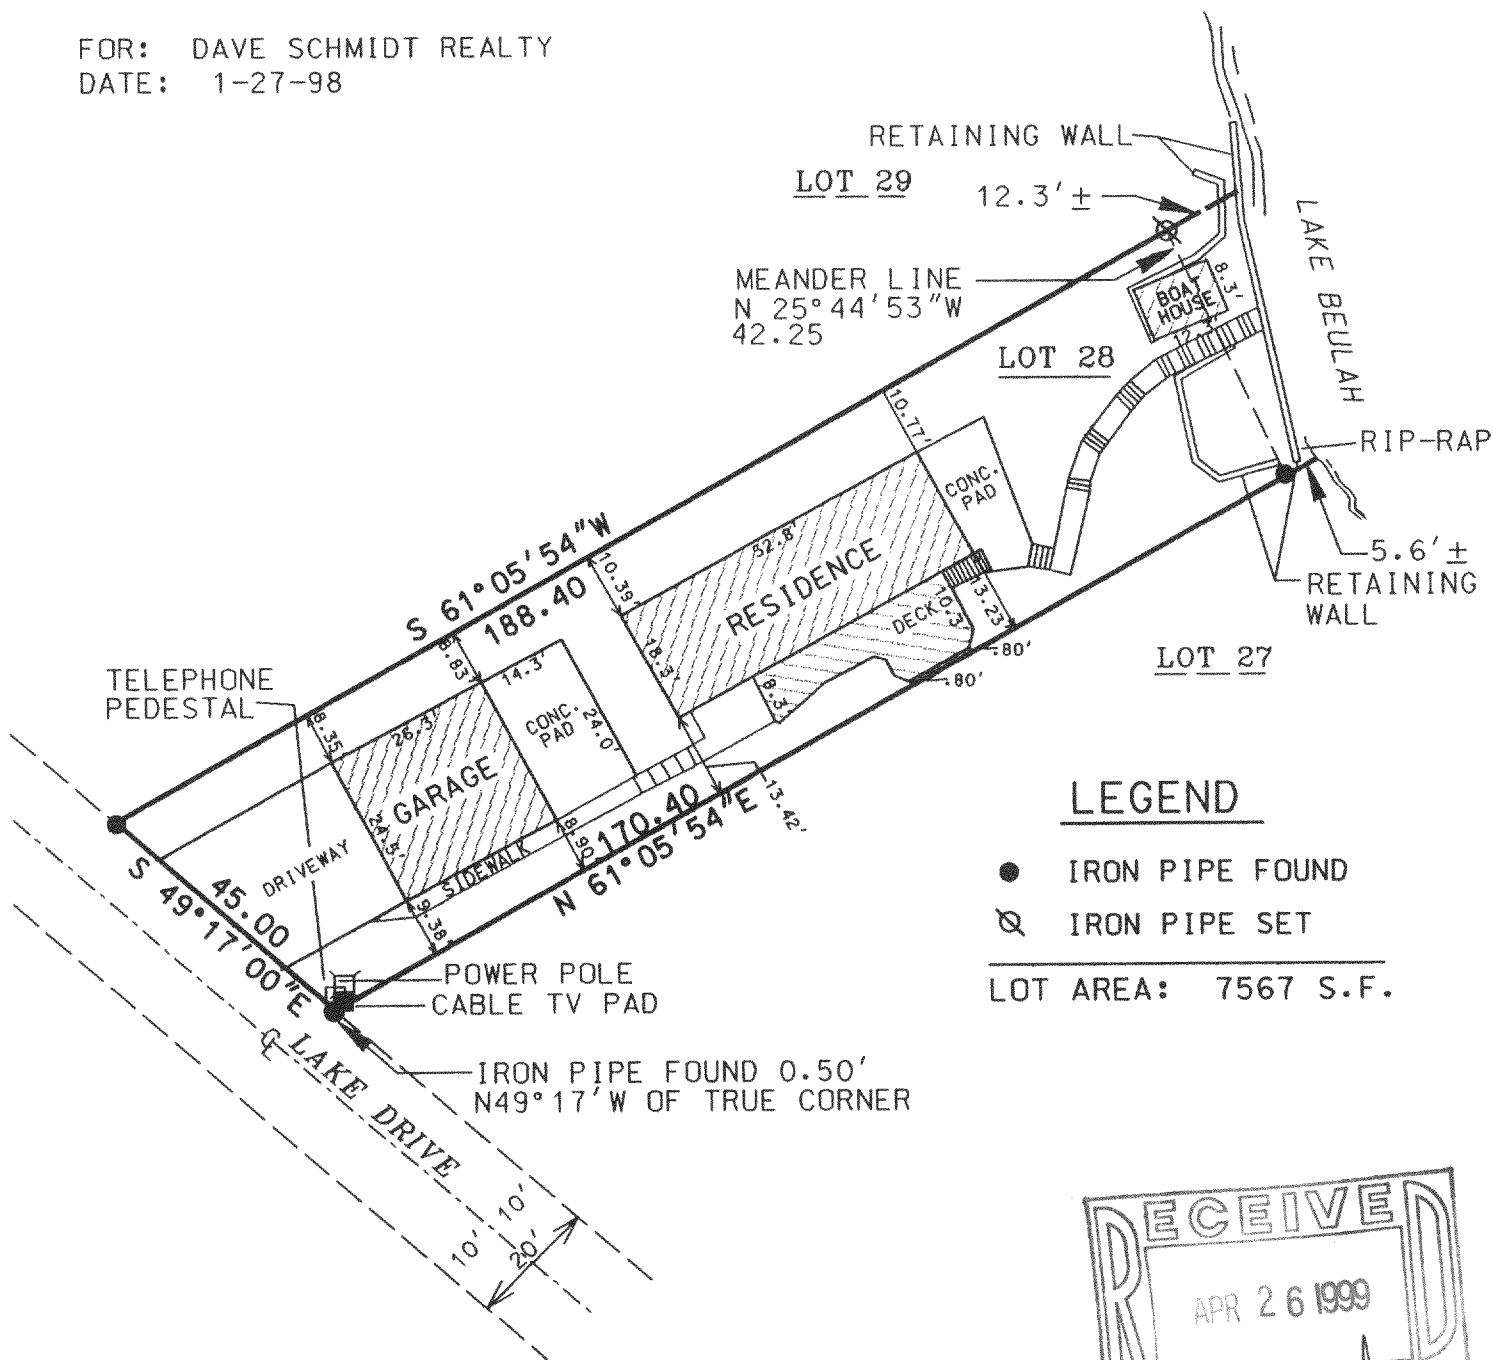 FOR: DAVE SCHMIDT REALTY
DATE: 1-27-98
RETAINING WALL
LOT 29
12.3'±
MEANDER LINE
N 25°44'53"W
42.25
LAKE BEULAH
8.3'
BOAT
HOUSE
12.3'
LOT 28
10.77'
RIP-RAP
CONC.
PAD
S 61°05'54"W
188.40
52.8'
RESIDENCE
10.39'
18.3'
DECK
10.3'
13.23'
5.6'±
RETAINING
WALL
.80'
.80'
LOT 27
8.3'
TELEPHONE
PEDESTAL
8.83'
14.3'
CONC.
PAD
24.0'
8.35'
26.3'
GARAGE
24.5'
13.42'
170.40
N 61°05'54"E
8.90'
SIDEWALK
DRIVEWAY
9.38'
45.00
S 49°17'00"E
LEGEND
IRON PIPE FOUND
IRON PIPE SET
LOT AREA: 7567 S.F.
POWER POLE
CABLE TV PAD
IRON PIPE FOUND 0.50'
N49°17'W OF TRUE CORNER
℄ LAKE DRIVE
10'
10'
20'
RECEIVED
APR 26 1999